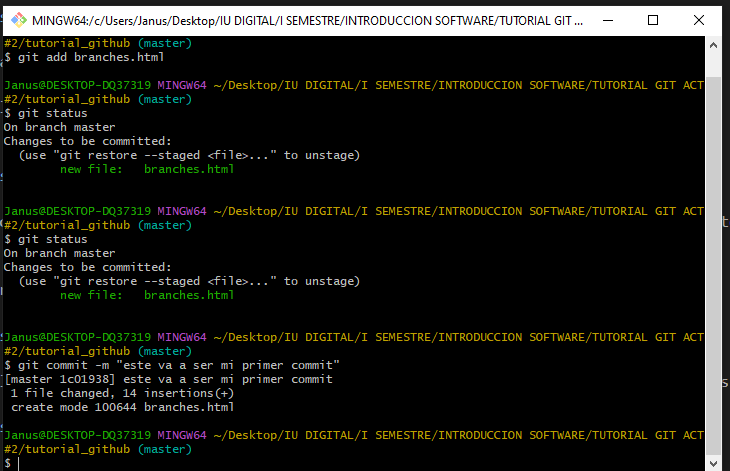 MINGW64:/c/Users/Janus/Desktop/IU DIGITAL/I SEMESTRE/INTRODUCCION SOFTWARE/TUTORIAL GIT ...
#2/tutorial_github (master)
$ git add branches.html
Janus@DESKTOP-DQ37319 MINGW64 ~/Desktop/IU DIGITAL/I SEMESTRE/INTRODUCCION SOFTWARE/TUTORIAL GIT ACT
#2/tutorial_github (master)
$ git status
On branch master
Changes to be committed:
  (use "git restore --staged <file>..." to unstage)
        new file:   branches.html
Janus@DESKTOP-DQ37319 MINGW64 ~/Desktop/IU DIGITAL/I SEMESTRE/INTRODUCCION SOFTWARE/TUTORIAL GIT ACT
#2/tutorial_github (master)
$ git status
On branch master
Changes to be committed:
  (use "git restore --staged <file>..." to unstage)
        new file:   branches.html
Janus@DESKTOP-DQ37319 MINGW64 ~/Desktop/IU DIGITAL/I SEMESTRE/INTRODUCCION SOFTWARE/TUTORIAL GIT ACT
#2/tutorial_github (master)
$ git commit -m "este va a ser mi primer commit"
[master 1c01938] este va a ser mi primer commit
 1 file changed, 14 insertions(+)
 create mode 100644 branches.html
Janus@DESKTOP-DQ37319 MINGW64 ~/Desktop/IU DIGITAL/I SEMESTRE/INTRODUCCION SOFTWARE/TUTORIAL GIT ACT
#2/tutorial_github (master)
$